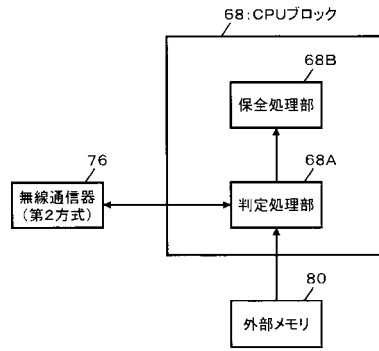 68:CPUブロック
68B
保全処理部
76
68A
無線通信器
(第2方式)
判定処理部
80
外部メモリ